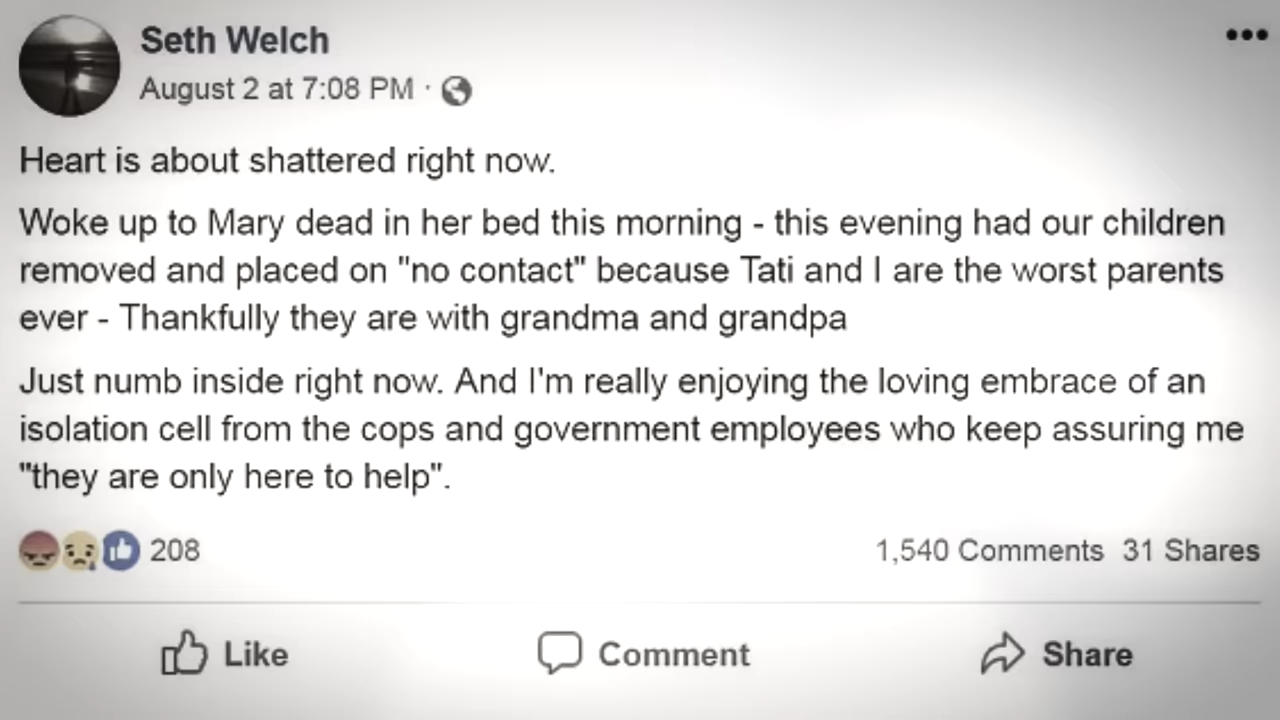 Seth Welch
August 2 at 7:08 PM ·
Heart is about shattered right now.
Woke up to Mary dead in her bed this morning - this evening had our children
removed and placed on "no contact" because Tati and I are the worst parents
ever - Thankfully they are with grandma and grandpa
Just numb inside right now. And I'm really enjoying the loving embrace of an
isolation cell from the cops and government employees who keep assuring me
"they are only here to help".
208 1,540 Comments 31 Shares
Like Comment Share